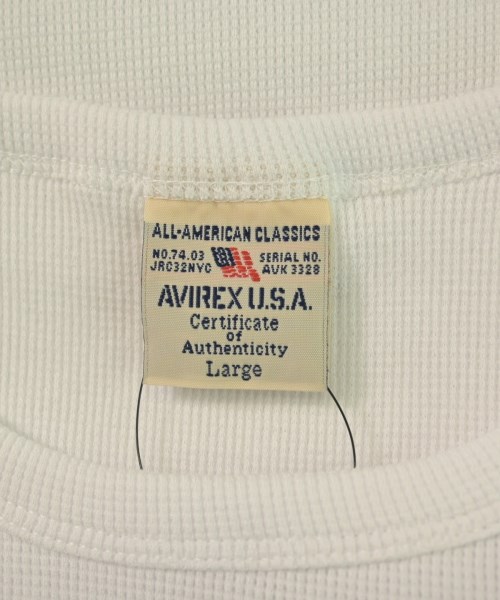 ALL-AMERICAN CLASSICS
NO.74.03 SERIAL NO.
JRC32NYC AVK 3328
AVIREX U.S.A.
Certificate
of
Authenticity
Large